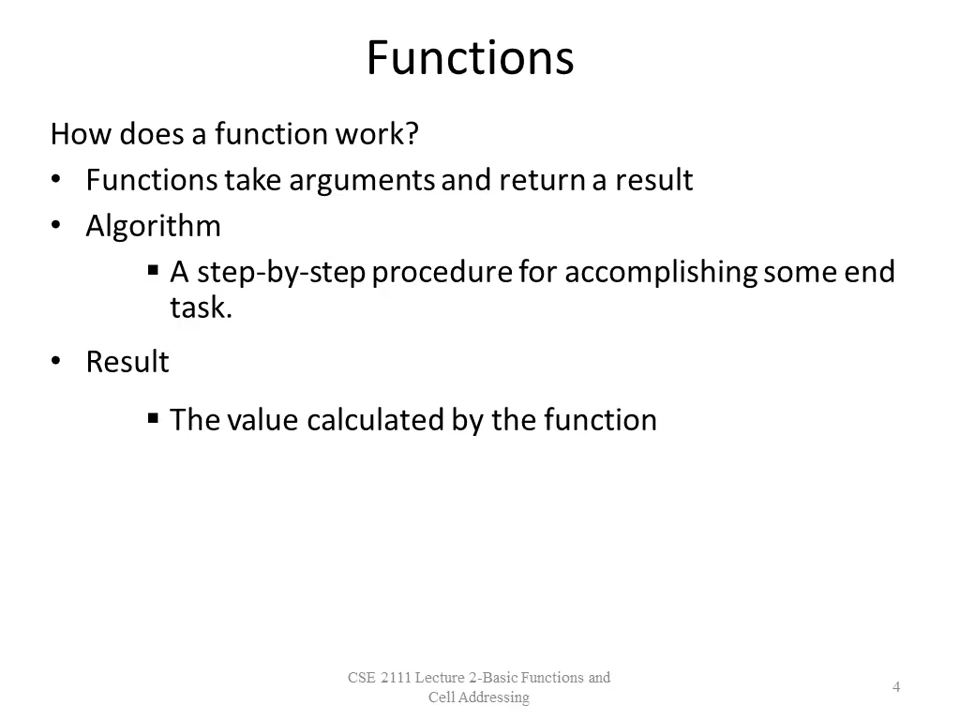 Functions
How does a function work?
• Functions take arguments and return a result
• Algorithm
▪ A step-by-step procedure for accomplishing some end
task.
• Result
▪ The value calculated by the function
CSE 2111 Lecture 2-Basic Functions and
Cell Addressing
4